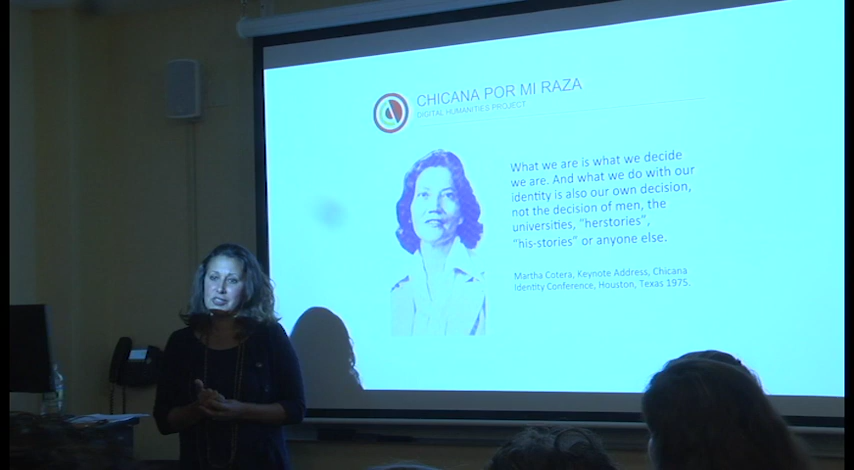 CHICANA POR MI RAZA
DIGITAL HUMANITIES PROJECT
What we are is what we decide
we are. And what we do with our
identity is also our own decision,
not the decision of men, the
universities, "herstories",
"his-stories" or anyone else.
Martha Cotera, Keynote Address, Chicana
Identity Conference, Houston, Texas 1975.